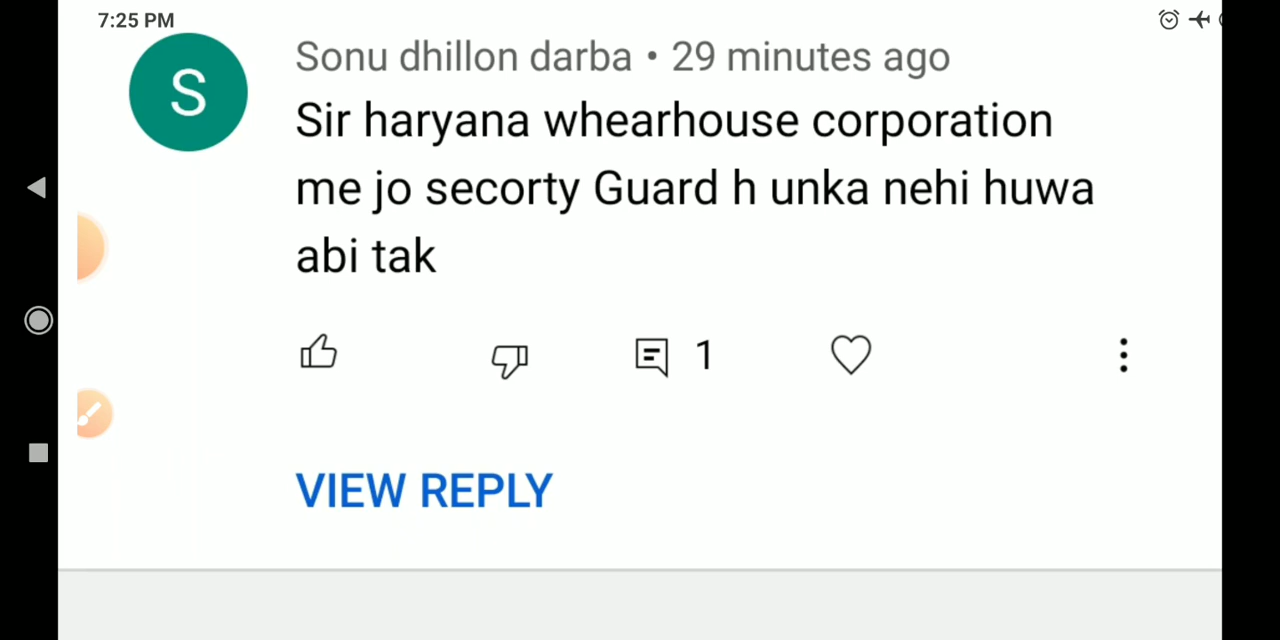 7:25 PM
S
Sonu dhillon darba • 29 minutes ago
Sir haryana whearhouse corporation
me jo secorty Guard h unka nehi huwa
abi tak
1
VIEW REPLY